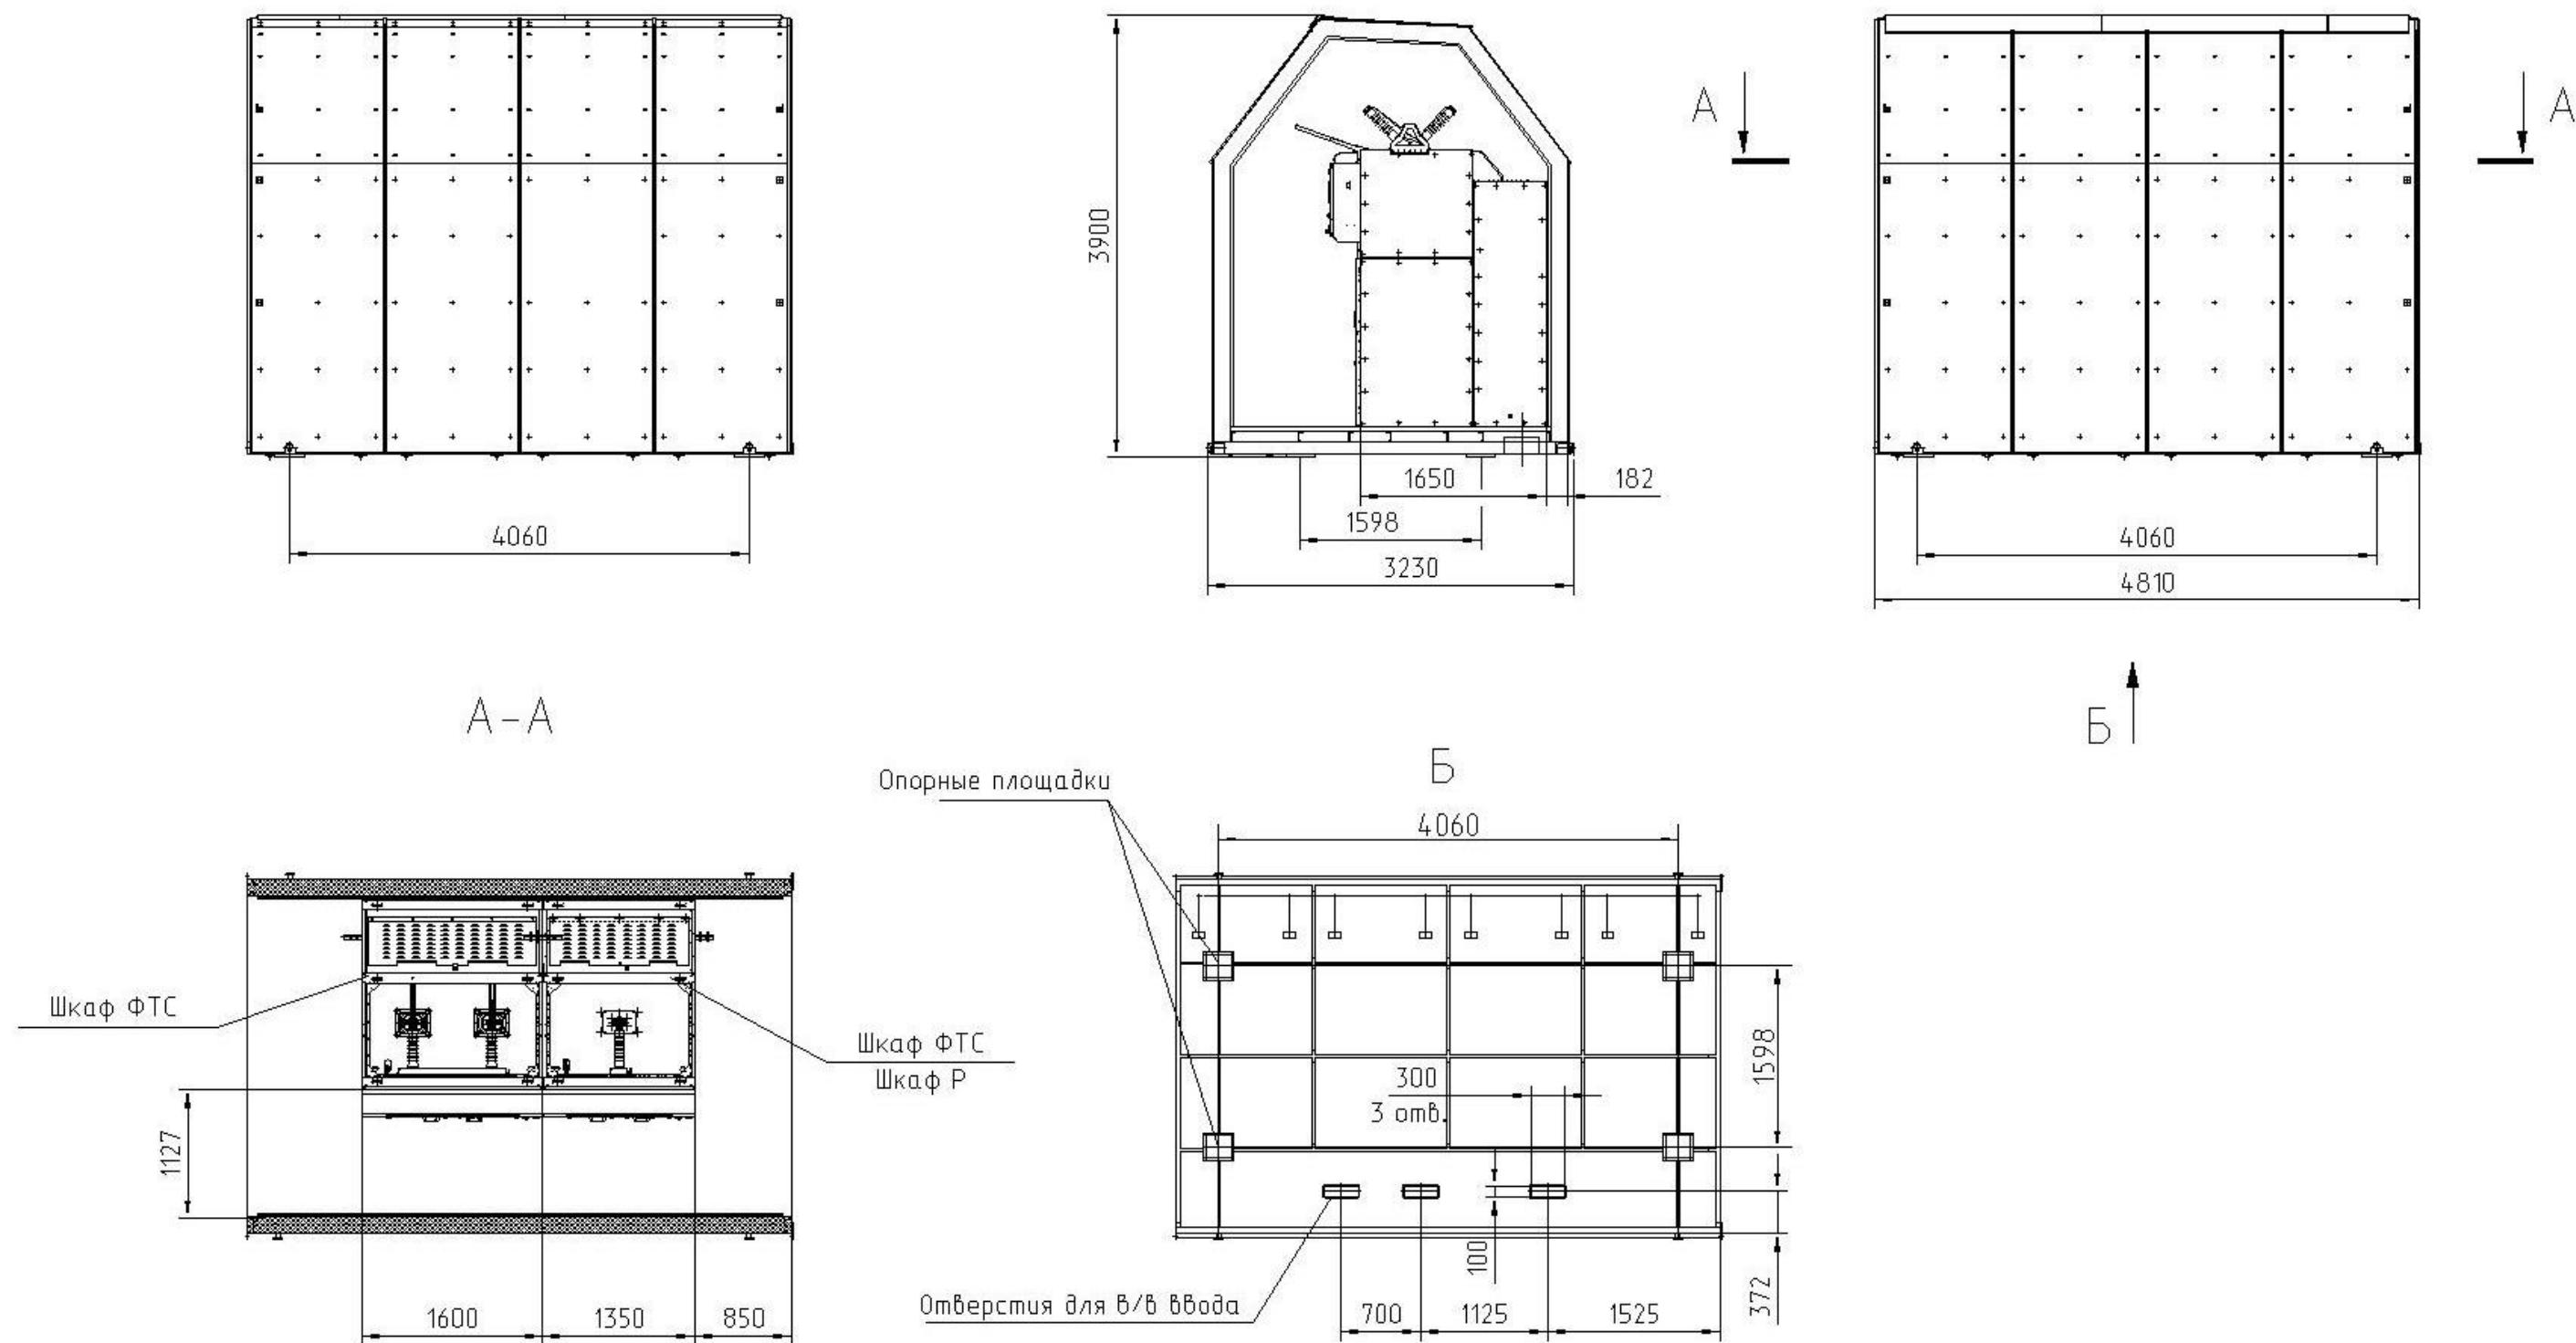 А
А
3900
1650
182
4060
1598
4060
3230
4810
А-А
Б
Б
Опорные площадки
4060
Шкаф ФТС
Шкаф ФТС
Шкаф Р
300
3 отв.
1598
1127
100
372
Отверстия для в/в ввода
1600
1350
850
700
1125
1525